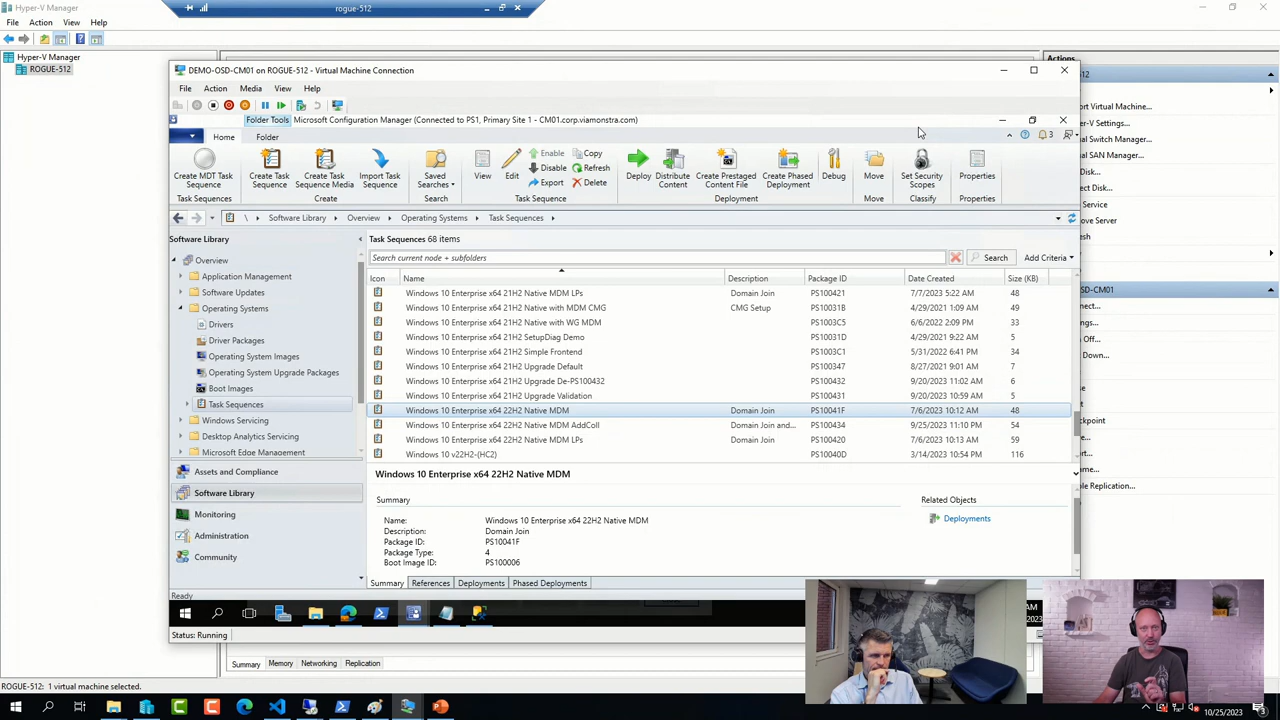 Hyper-V Manager
rogue-512
File Action View Help
Hyper-V Manager
ROGUE-512
Actions
512
ort Virtual Machine...
-V Settings...
al Switch Manager...
al SAN Manager...
Disk...
t Disk...
Service
ove Server
esh
OSD-CM01
nect...
ngs...
Off...
Down...
ort...
me...
le Replication...
DEMO-OSD-CM01 on ROGUE-512 - Virtual Machine Connection
File Action Media View Help
Folder Tools Microsoft Configuration Manager (Connected to PS1, Primary Site 1 - CM01.corp.viamonstra.com)
Home Folder
3
Create MDT Task Sequence
Create Task Sequence
Create Task Sequence Media
Import Task Sequence
Saved Searches
View
Edit
Enable
Disable
Export
Copy
Refresh
Delete
Deploy
Distribute Content
Create Prestaged Content File
Create Phased Deployment
Debug
Move
Set Security Scopes
Properties
Task Sequences Create Search Task Sequence Deployment Move Classify Properties
\ Software Library Overview Operating Systems Task Sequences
Software Library
Overview
Application Management
Software Updates
Operating Systems
Drivers
Driver Packages
Operating System Images
Operating System Upgrade Packages
Boot Images
Task Sequences
Windows Servicing
Desktop Analytics Servicing
Microsoft Edge Management
Assets and Compliance
Software Library
Monitoring
Administration
Community
Task Sequences 68 items
Search current node + subfolders Search Add Criteria
Icon Name Description Package ID Date Created Size (KB)
Windows 10 Enterprise x64 21H2 Native MDM LPs Domain Join PS100421 7/7/2023 5:22 AM 48
Windows 10 Enterprise x64 21H2 Native with MDM CMG CMG Setup PS10031B 4/29/2021 1:09 AM 49
Windows 10 Enterprise x64 21H2 Native with WG MDM PS1003C5 6/6/2022 2:09 PM 33
Windows 10 Enterprise x64 21H2 SetupDiag Demo PS10031D 4/29/2021 9:22 AM 5
Windows 10 Enterprise x64 21H2 Simple Frontend PS1003C1 5/31/2022 6:41 PM 34
Windows 10 Enterprise x64 21H2 Upgrade Default PS100347 8/27/2021 9:01 AM 7
Windows 10 Enterprise x64 21H2 Upgrade De-PS100432 PS100432 9/20/2023 11:02 AM 6
Windows 10 Enterprise x64 21H2 Upgrade Validation PS100431 9/20/2023 10:59 AM 5
Windows 10 Enterprise x64 22H2 Native MDM Domain Join PS10041F 7/6/2023 10:12 AM 48
Windows 10 Enterprise x64 22H2 Native MDM AddColl Domain Join and... PS100434 9/25/2023 11:10 PM 54
Windows 10 Enterprise x64 22H2 Native MDM LPs Domain Join PS100420 7/6/2023 10:13 AM 59
Windows 10 v22H2-(HC2) PS10040D 3/14/2023 10:54 PM 116
Windows 10 Enterprise x64 22H2 Native MDM
Summary
Name: Windows 10 Enterprise x64 22H2 Native MDM
Description: Domain Join
Package ID: PS10041F
Package Type: 4
Boot Image ID: PS100006
Related Objects
Deployments
Summary References Deployments Phased Deployments
Ready
AM
2023
Status: Running
Summary Memory Networking Replication
ROGUE-512: 1 virtual machine selected.
10/25/2023
3